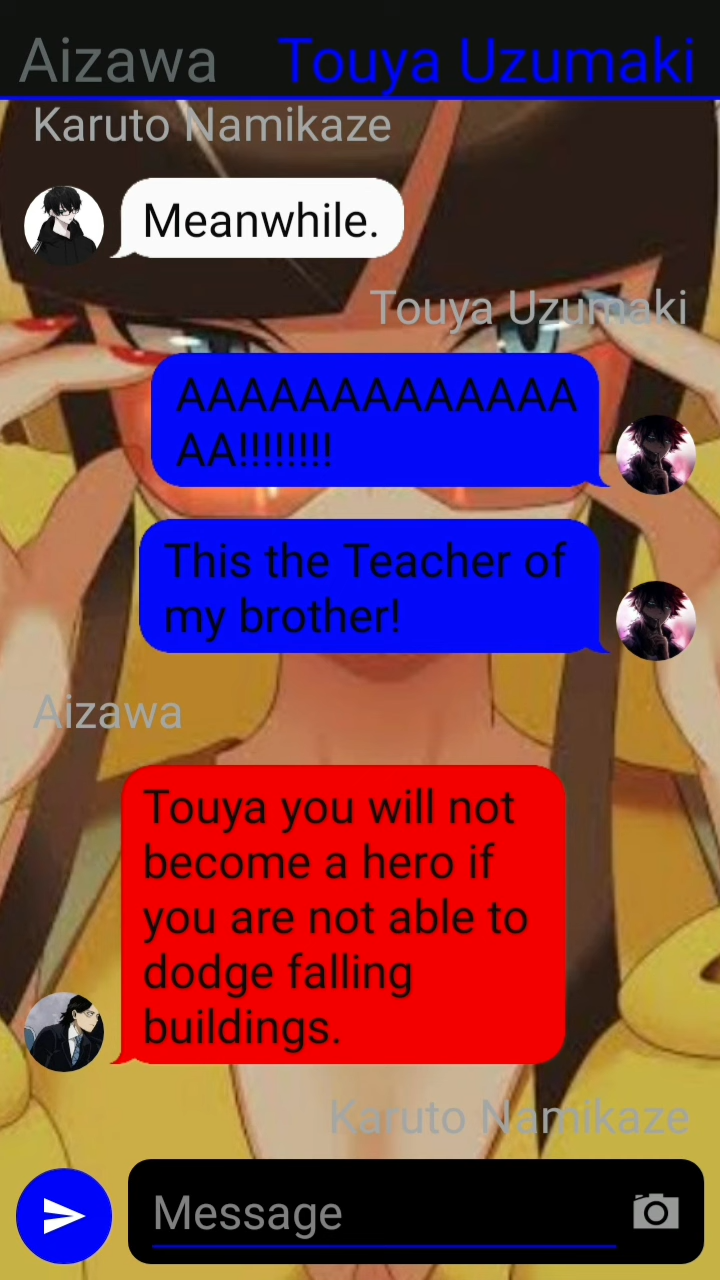 Aizawa Touya Uzumaki
Karuto Namikaze
Meanwhile.
Touya Uzumaki
AAAAAAAAAAAAA
AA!!!!!!!!
This the Teacher of
my brother!
Aizawa
Touya you will not
become a hero if
you are not able to
dodge falling
buildings.
Karuto Namikaze
Message